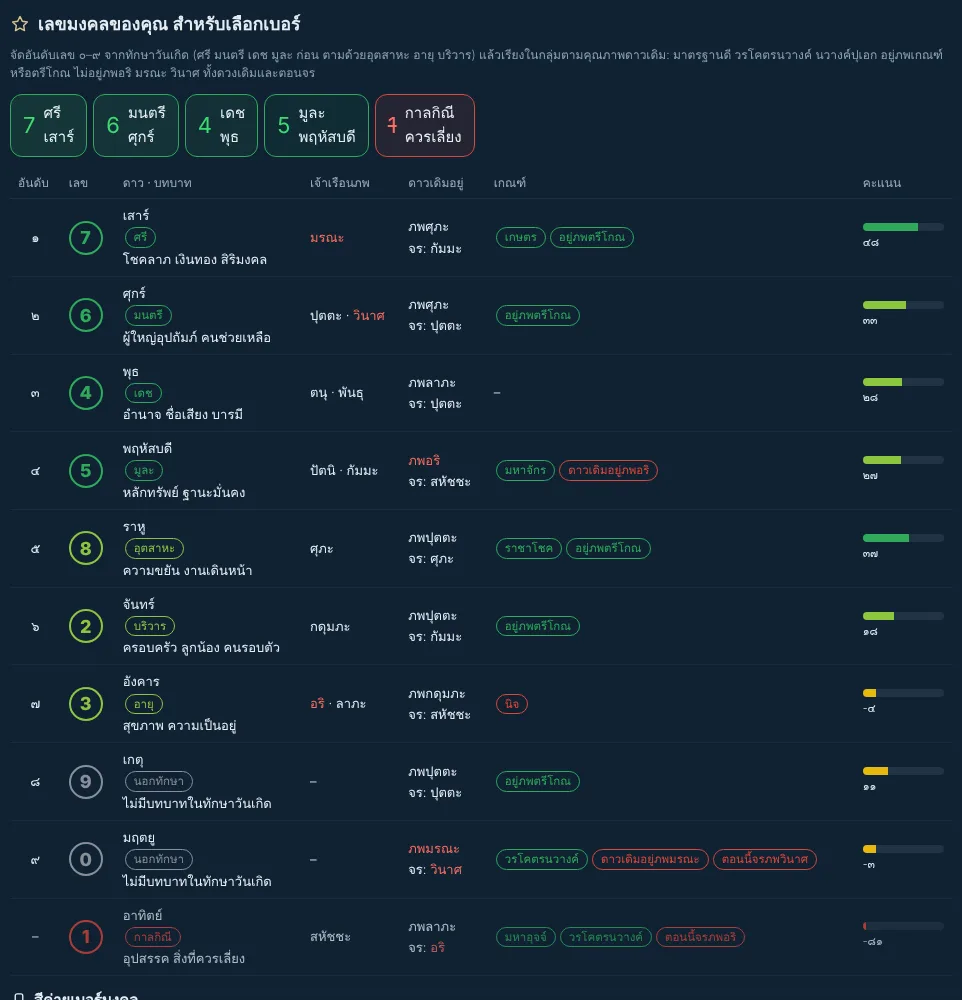 เลขมงคลของคุณ สำหรับเลือกเบอร์
จัดอันดับเลข ๐–๙ จากทักษาวันเกิด (ศรี มนตรี เดช มูละ ก่อน ตามด้วยอุตสาหะ อายุ บริวาร) แล้วเรียงในกลุ่มตามคุณภาพดาวเดิม: มาตรฐานดี วรโคตรนวางค์ นวางค์ปุเอก อยู่ภพเกณฑ์
หรือตรีโกณ ไม่อยู่ภพอริ มรณะ วินาศ ทั้งดวงเดิมและตอนจร
7 ศรี เสาร์
6 มนตรี ศุกร์
4 เดช พุธ
5 มูละ พฤหัสบดี
1 กาลกิณี ควรเลี่ยง
อันดับ เลข ดาว · บทบาท เจ้าเรือนภพ ดาวเดิมอยู่ เกณฑ์ คะแนน
เสาร์
๑ 7 ศรี มรณะ ภพศุภะ เกษตร อยู่ภพตรีโกณ
จร: กัมมะ ๔๘
โชคลาภ เงินทอง สิริมงคล
ศุกร์
๒ 6 มนตรี ปุตตะ · วินาศ ภพศุภะ อยู่ภพตรีโกณ
จร: ปุตตะ ๓๓
ผู้ใหญ่อุปถัมภ์ คนช่วยเหลือ
พุธ
๓ 4 เดช ตนุ · พันธุ ภพลาภะ –
จร: ปุตตะ ๒๘
อำนาจ ชื่อเสียง บารมี
พฤหัสบดี
๔ 5 มูละ ปัตนิ · กัมมะ ภพอริ มหาจักร ดาวเดิมอยู่ภพอริ
จร: สหัชชะ ๒๗
หลักทรัพย์ ฐานะมั่นคง
ราหู
๕ 8 อุตสาหะ ศุภะ ภพปุตตะ ราชาโชค อยู่ภพตรีโกณ
จร: ศุภะ ๓๗
ความขยัน งานเดินหน้า
จันทร์
๖ 2 บริวาร กดุมภะ ภพปุตตะ อยู่ภพตรีโกณ
จร: กัมมะ ๑๘
ครอบครัว ลูกน้อง คนรอบตัว
อังคาร
๗ 3 อายุ อริ · ลาภะ ภพกดุมภะ นิจ
จร: สหัชชะ -๔
สุขภาพ ความเป็นอยู่
เกตุ
๘ 9 นอกทักษา – ภพปุตตะ อยู่ภพตรีโกณ
จร: ปุตตะ ๑๑
ไม่มีบทบาทในทักษาวันเกิด
มฤตยู
๙ 0 นอกทักษา – ภพมรณะ วรโคตรนวางค์ ดาวเดิมอยู่ภพมรณะ ตอนนี้จรภพวินาศ
จร: วินาศ -๓
ไม่มีบทบาทในทักษาวันเกิด
อาทิตย์
– 1 กาลกิณี สหัชชะ ภพลาภะ มหาอุจจ์ วรโคตรนวางค์ ตอนนี้จรภพอริ
จร: อริ -๘๑
อุปสรรค สิ่งที่ควรเลี่ยง